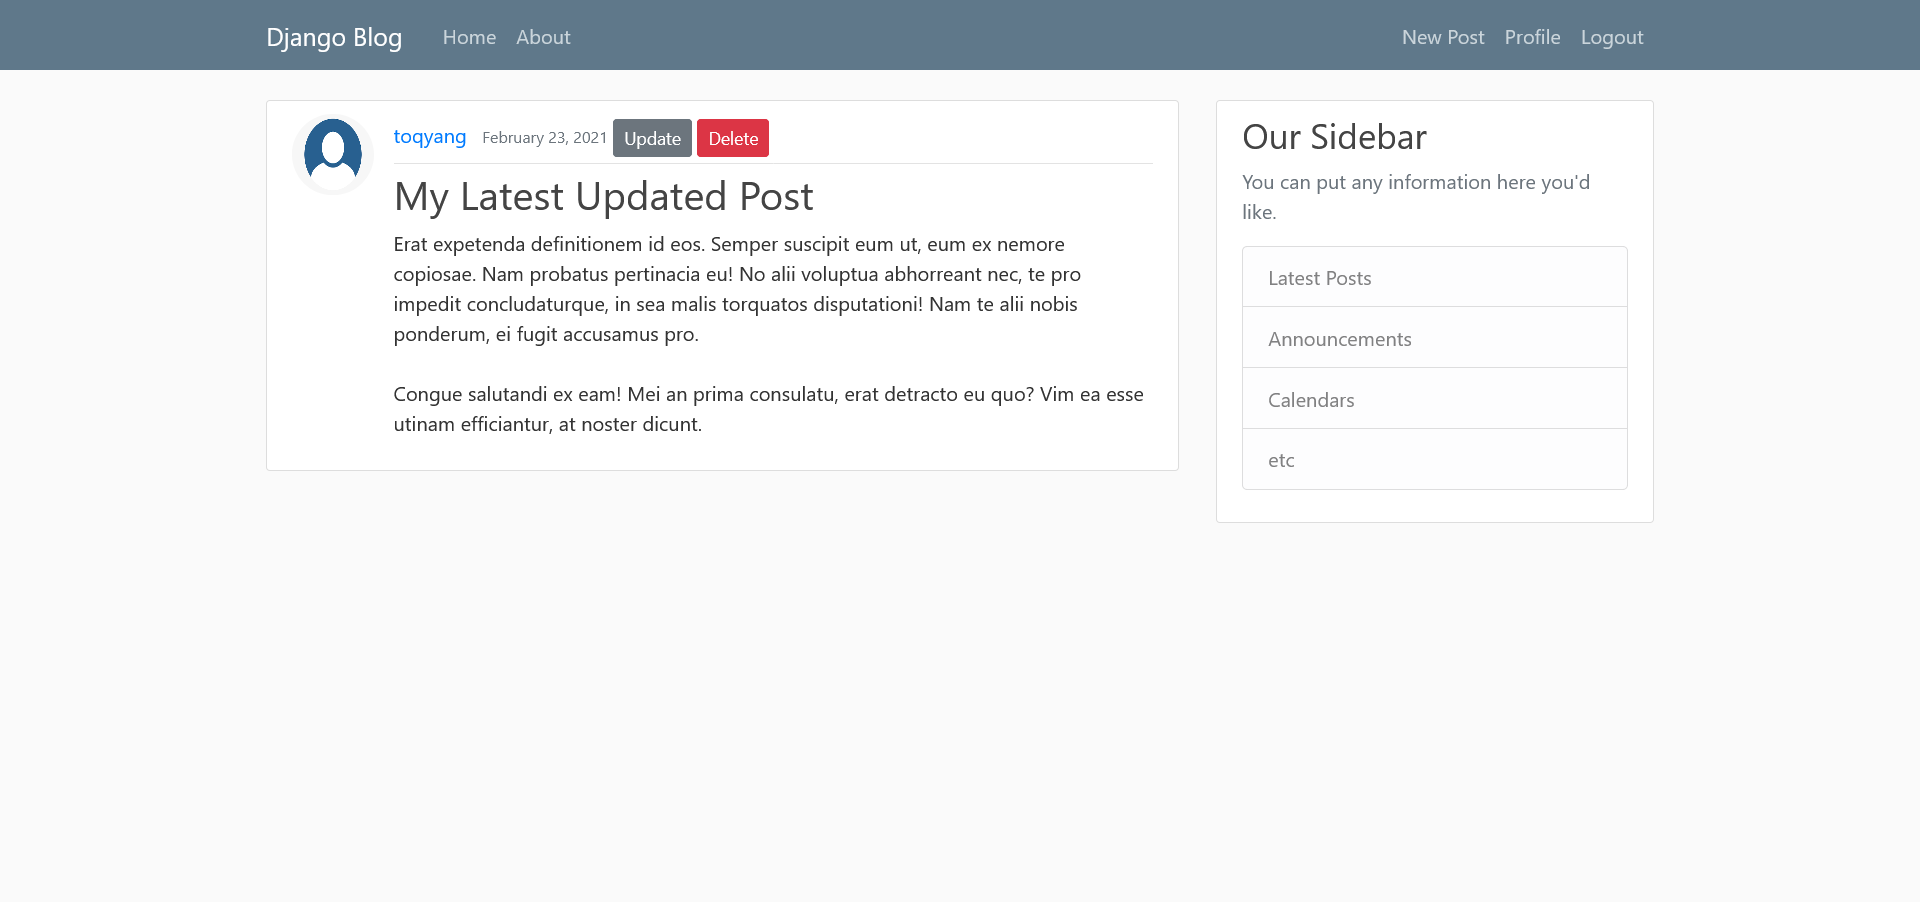 Django Blog Home About New Post Profile Logout
toqyang February 23, 2021 Update Delete
My Latest Updated Post
Erat expetenda definitionem id eos. Semper suscipit eum ut, eum ex nemore
copiosae. Nam probatus pertinacia eu! No alii voluptua abhorreant nec, te pro
impedit concludaturque, in sea malis torquatos disputationi! Nam te alii nobis
ponderum, ei fugit accusamus pro.
Congue salutandi ex eam! Mei an prima consulatu, erat detracto eu quo? Vim ea esse
utinam efficiantur, at noster dicunt.
Our Sidebar
You can put any information here you'd
like.
Latest Posts
Announcements
Calendars
etc